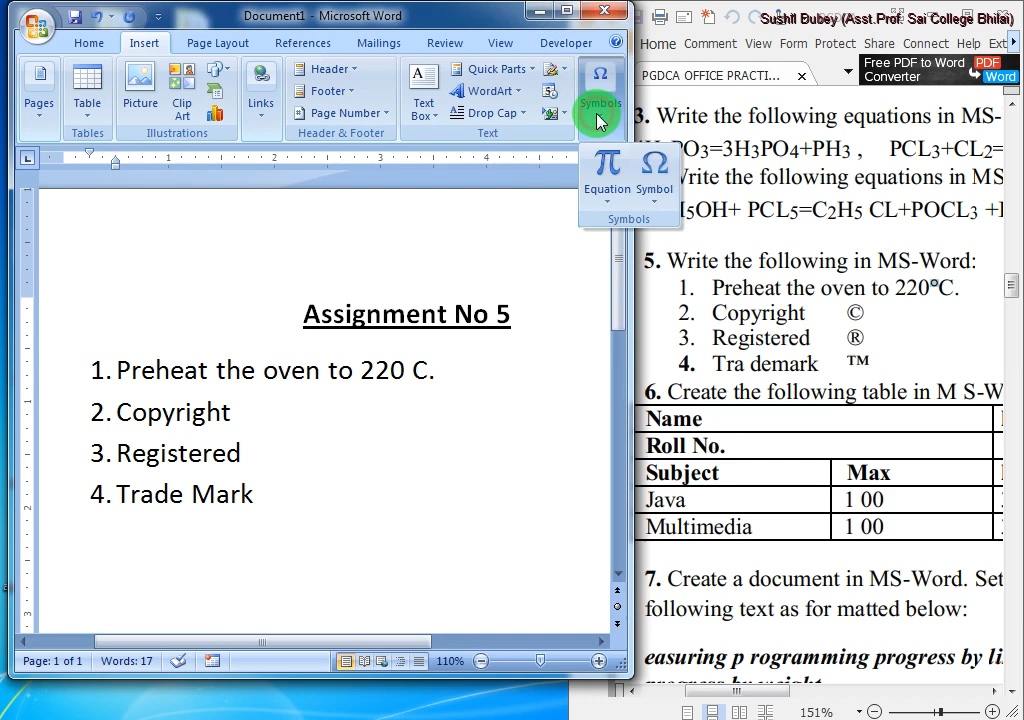 Document1 - Microsoft Word
Home Insert Page Layout References Mailings Review View Developer
Pages
Table
Tables
Picture
Clip Art
Illustrations
Links
Header
Footer
Page Number
Header & Footer
Text Box
Quick Parts
WordArt
Drop Cap
Text
Symbols
Equation Symbol
Symbols
1 2 3 4
Assignment No 5
1. Preheat the oven to 220 C.
2. Copyright
3. Registered
4. Trade Mark
Page: 1 of 1 Words: 17 110%
Sushil Dubey (Asst.Prof. Sai College Bhilai)
Home Comment View Form Protect Share Connect Help Ext
PGDCA OFFICE PRACTI...
Free PDF to Word Converter
PDF
Word
3. Write the following equations in MS-
PO3=3H3PO4+PH3 , PCL3+CL2=
Write the following equations in MS
5OH+ PCL5=C2H5 CL+POCL3 +
5. Write the following in MS-Word:
1. Preheat the oven to 220°C.
2. Copyright ©
3. Registered ®
4. Tra demark ™
6. Create the following table in M S-W
Name
Roll No.
Subject Max
Java 1 00
Multimedia 1 00
7. Create a document in MS-Word. Set
following text as for matted below:
easuring p rogramming progress by li
151%